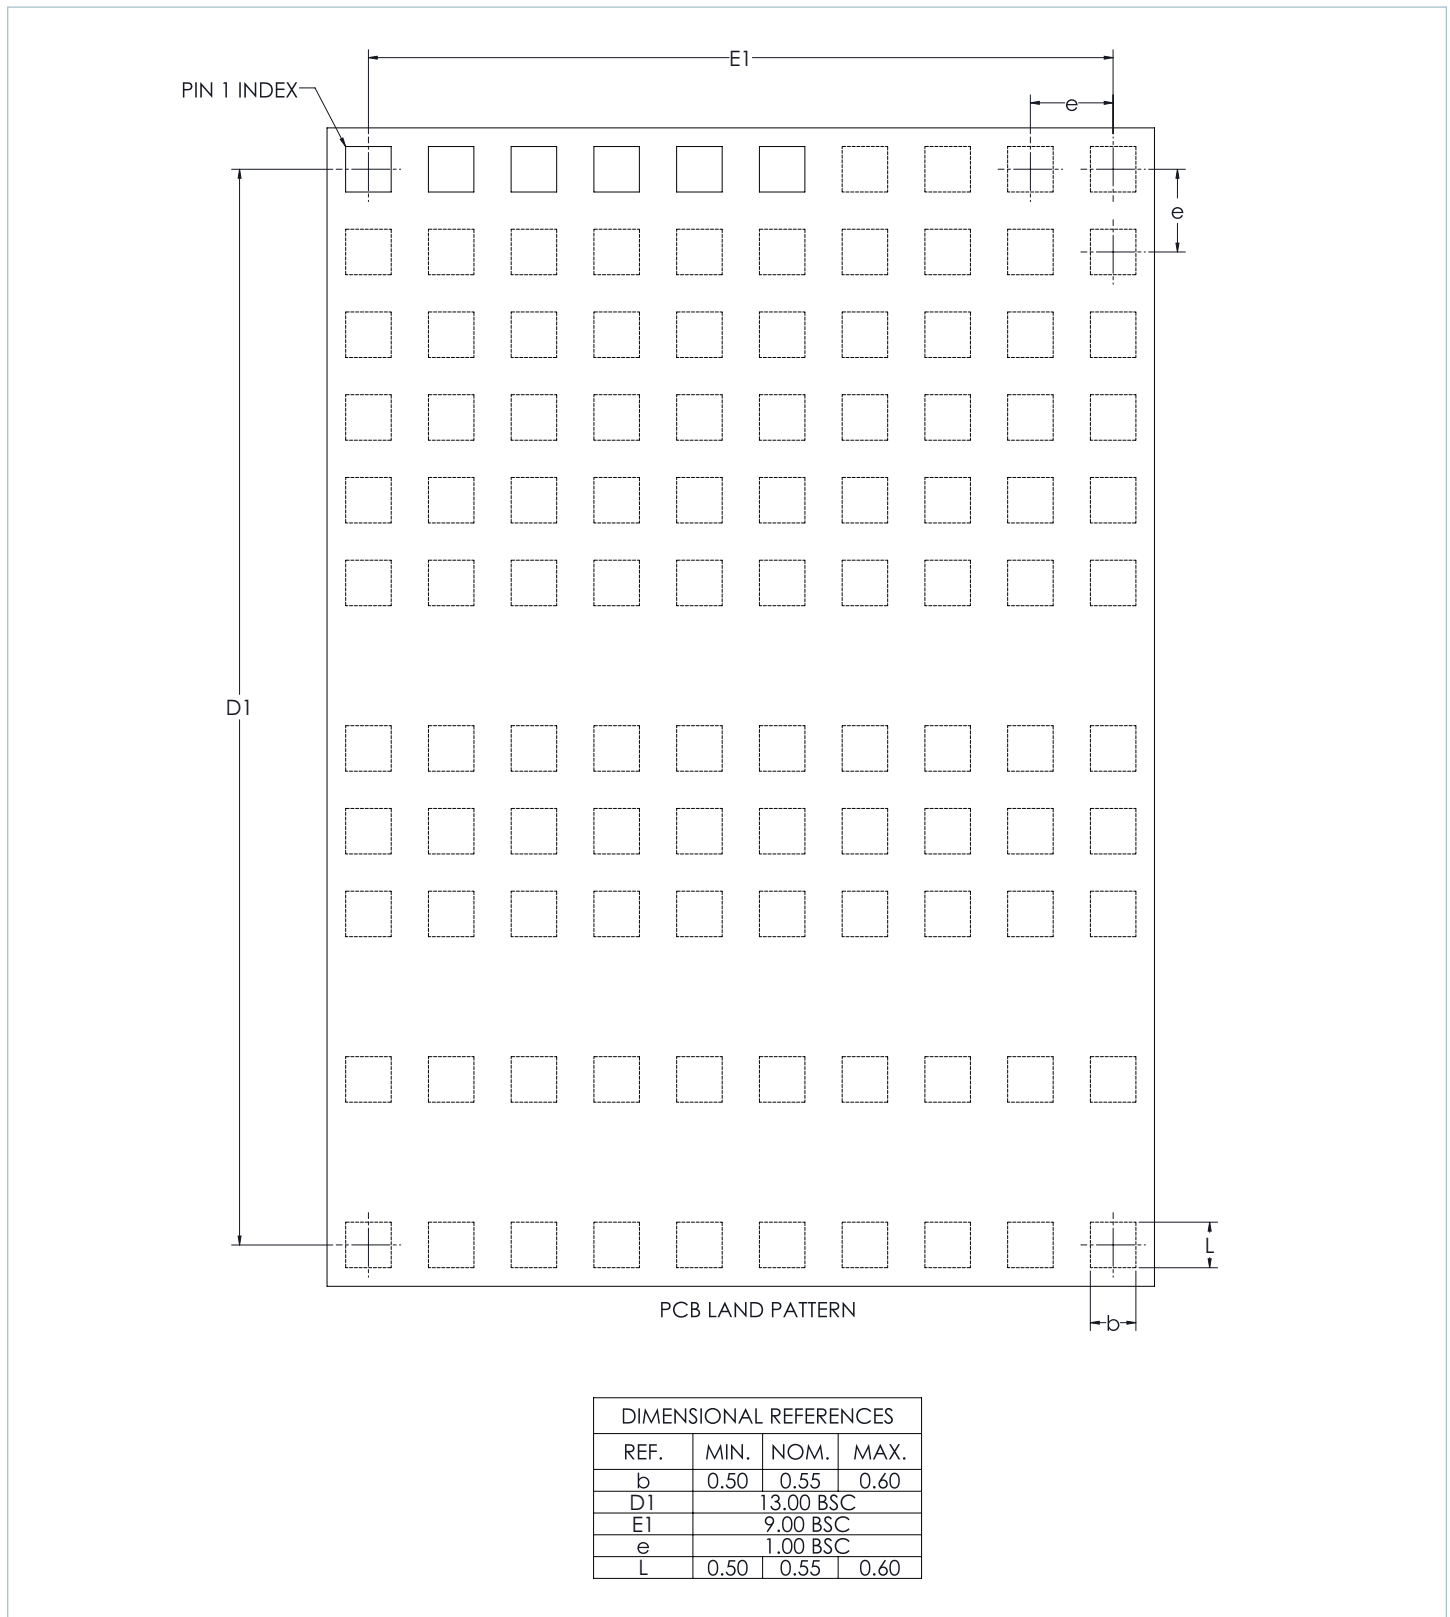 E1
PIN 1 INDEX
e
e
D1
L
PCB LAND PATTERN
b
DIMENSIONAL REFERENCES
REF. MIN. NOM. MAX.
b 0.50 0.55 0.60
D1 13.00 BSC
E1 9.00 BSC
e 1.00 BSC
L 0.50 0.55 0.60